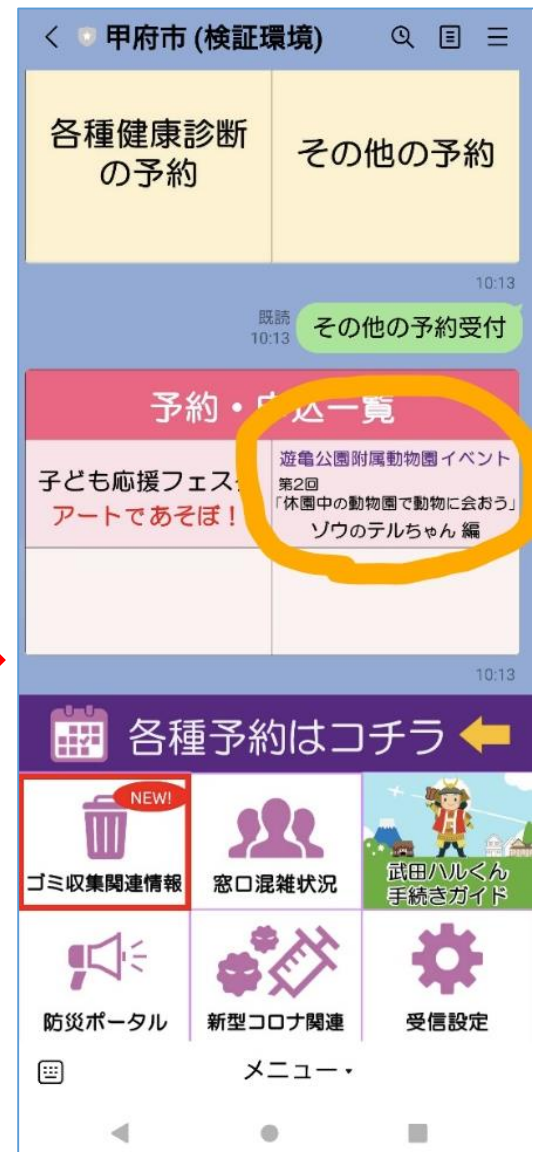 甲府市 (検証環境)
各種健康診断
の予約
その他の予約
10:13
既読
10:13
その他の予約受付
予約・申込一覧
子ども応援フェスタ
アートであそぼ！
遊亀公園附属動物園イベント
第2回
「休園中の動物園で動物に会おう」
ゾウのテルちゃん 編
10:13
各種予約はコチラ
NEW!
ゴミ収集関連情報
窓口混雑状況
武田ハルくん
手続きガイド
防災ポータル
新型コロナ関連
受信設定
メニュー